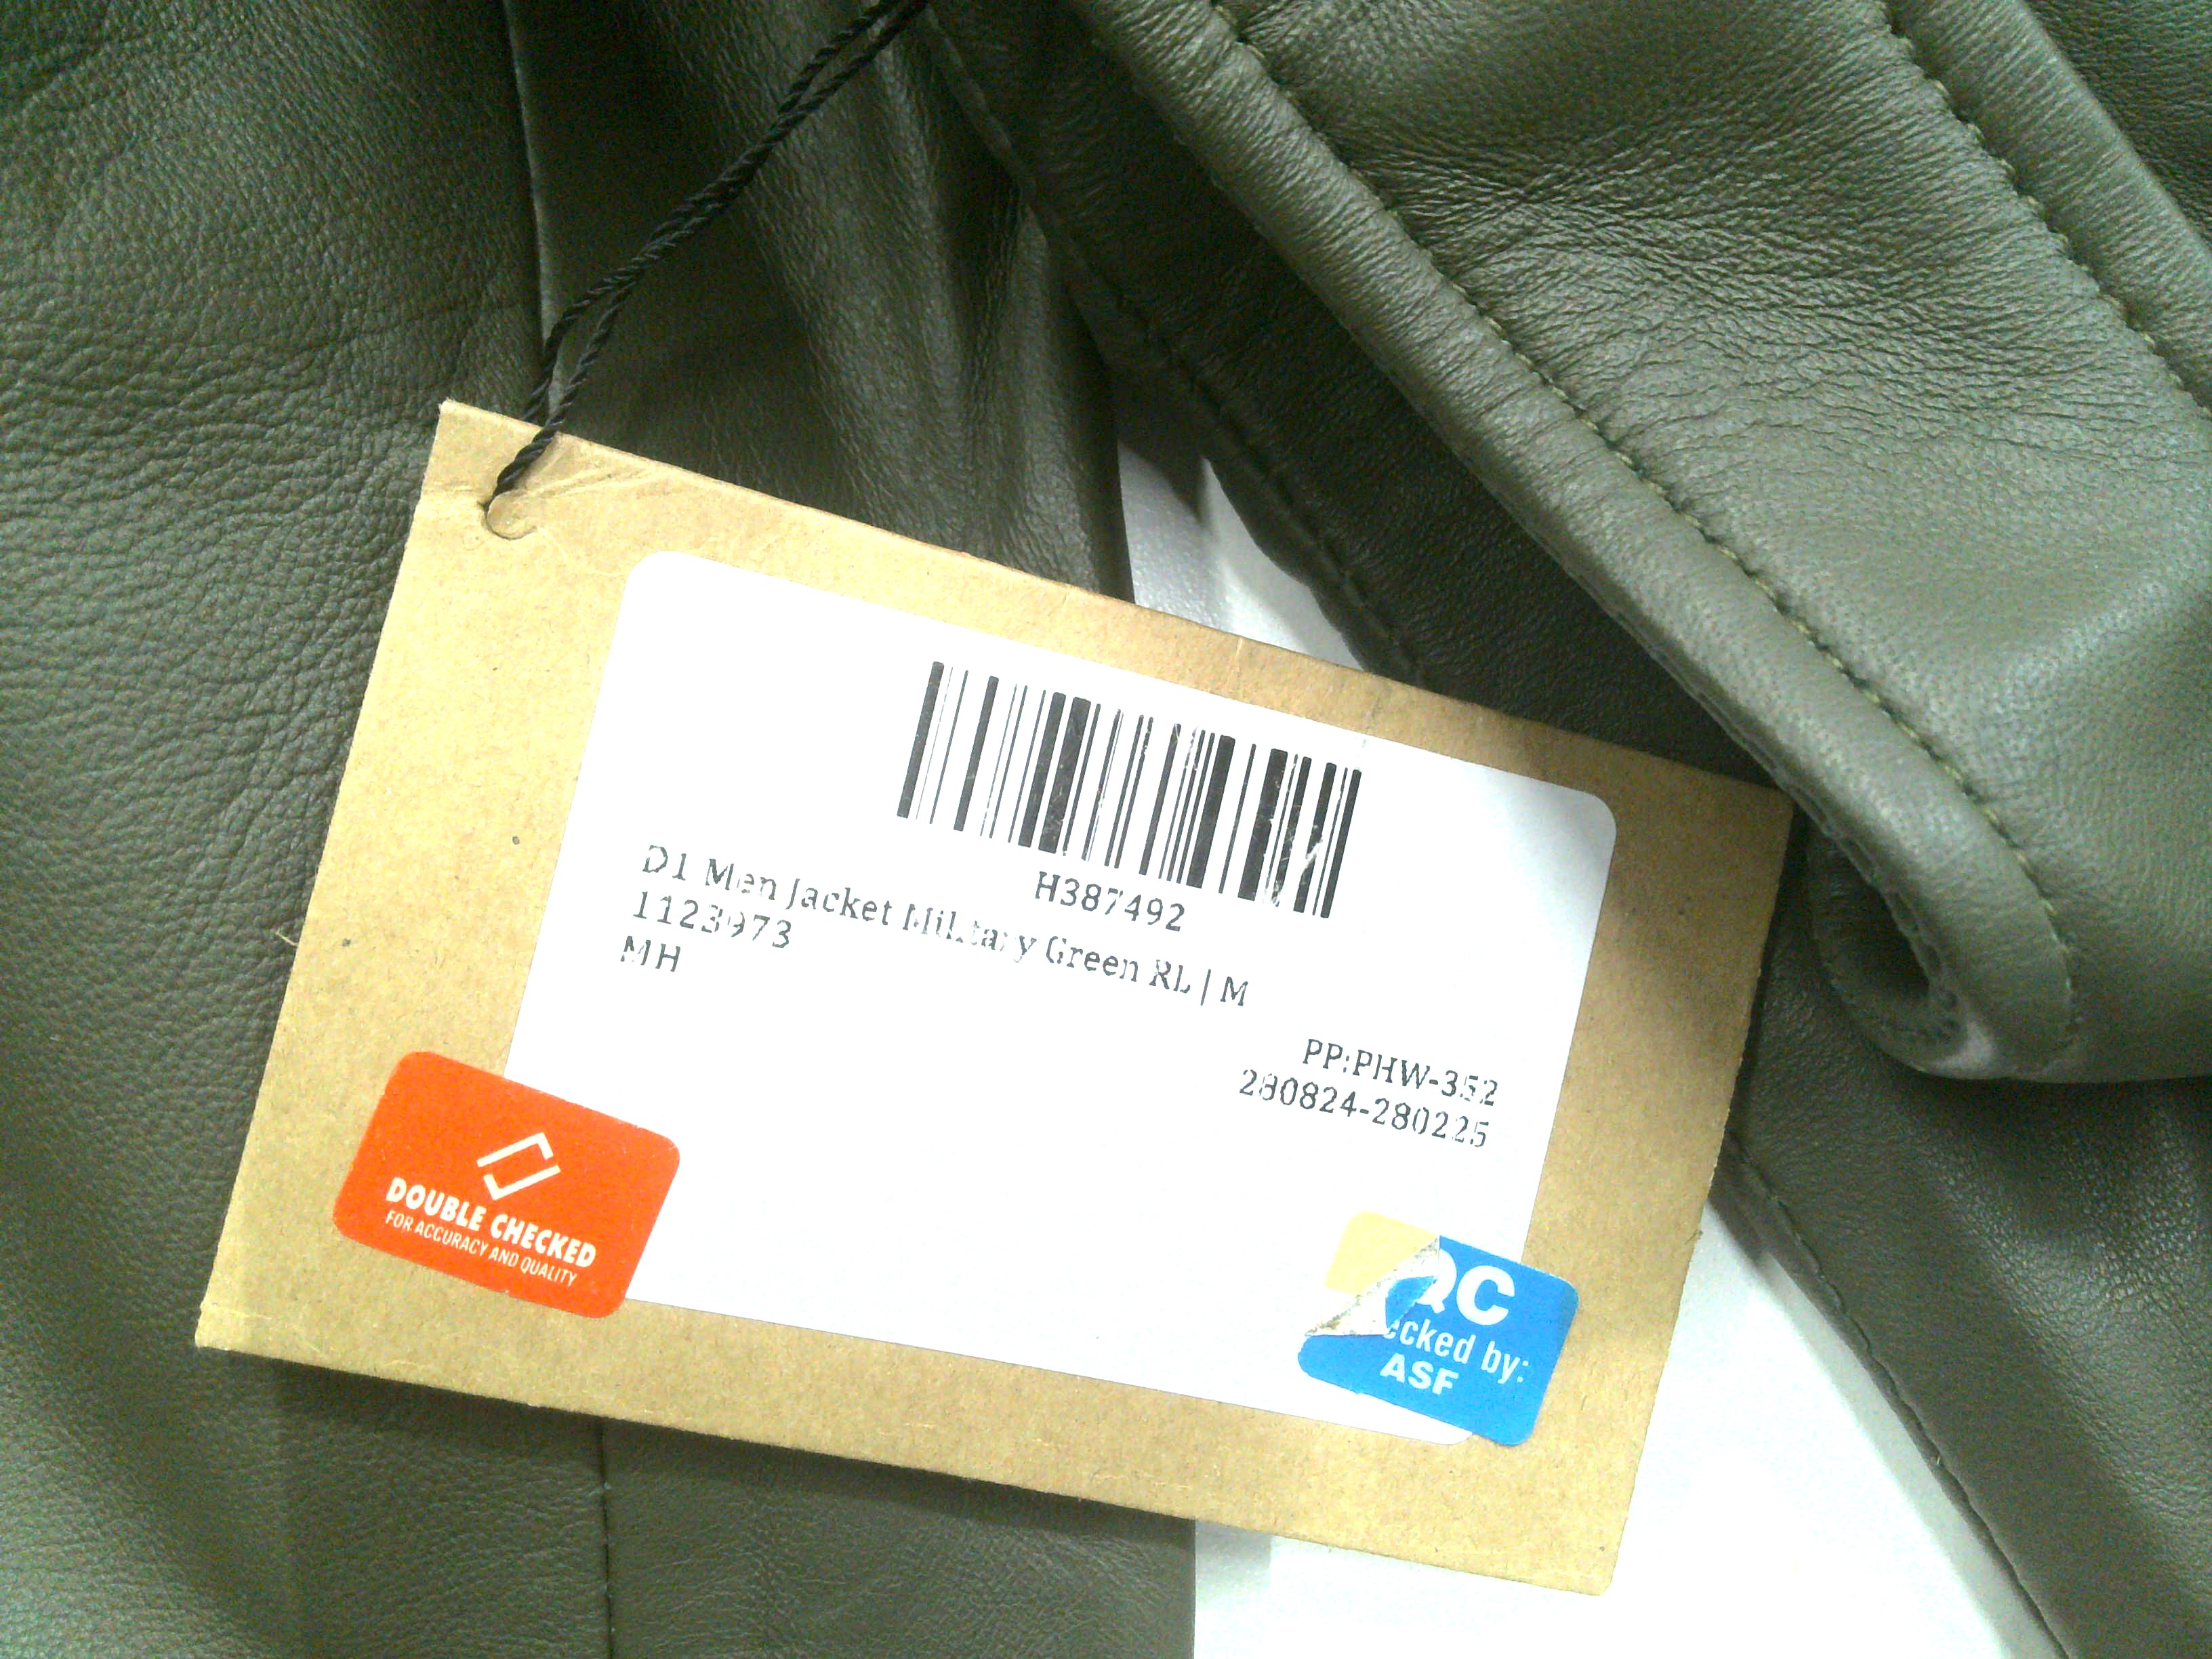 H387492
D1 Men Jacket Military Green RL | M
1123973
MH
PP:PHW-352
280824-280225
DOUBLE CHECKED
FOR ACCURACY AND QUALITY
QC
ecked by:
ASF